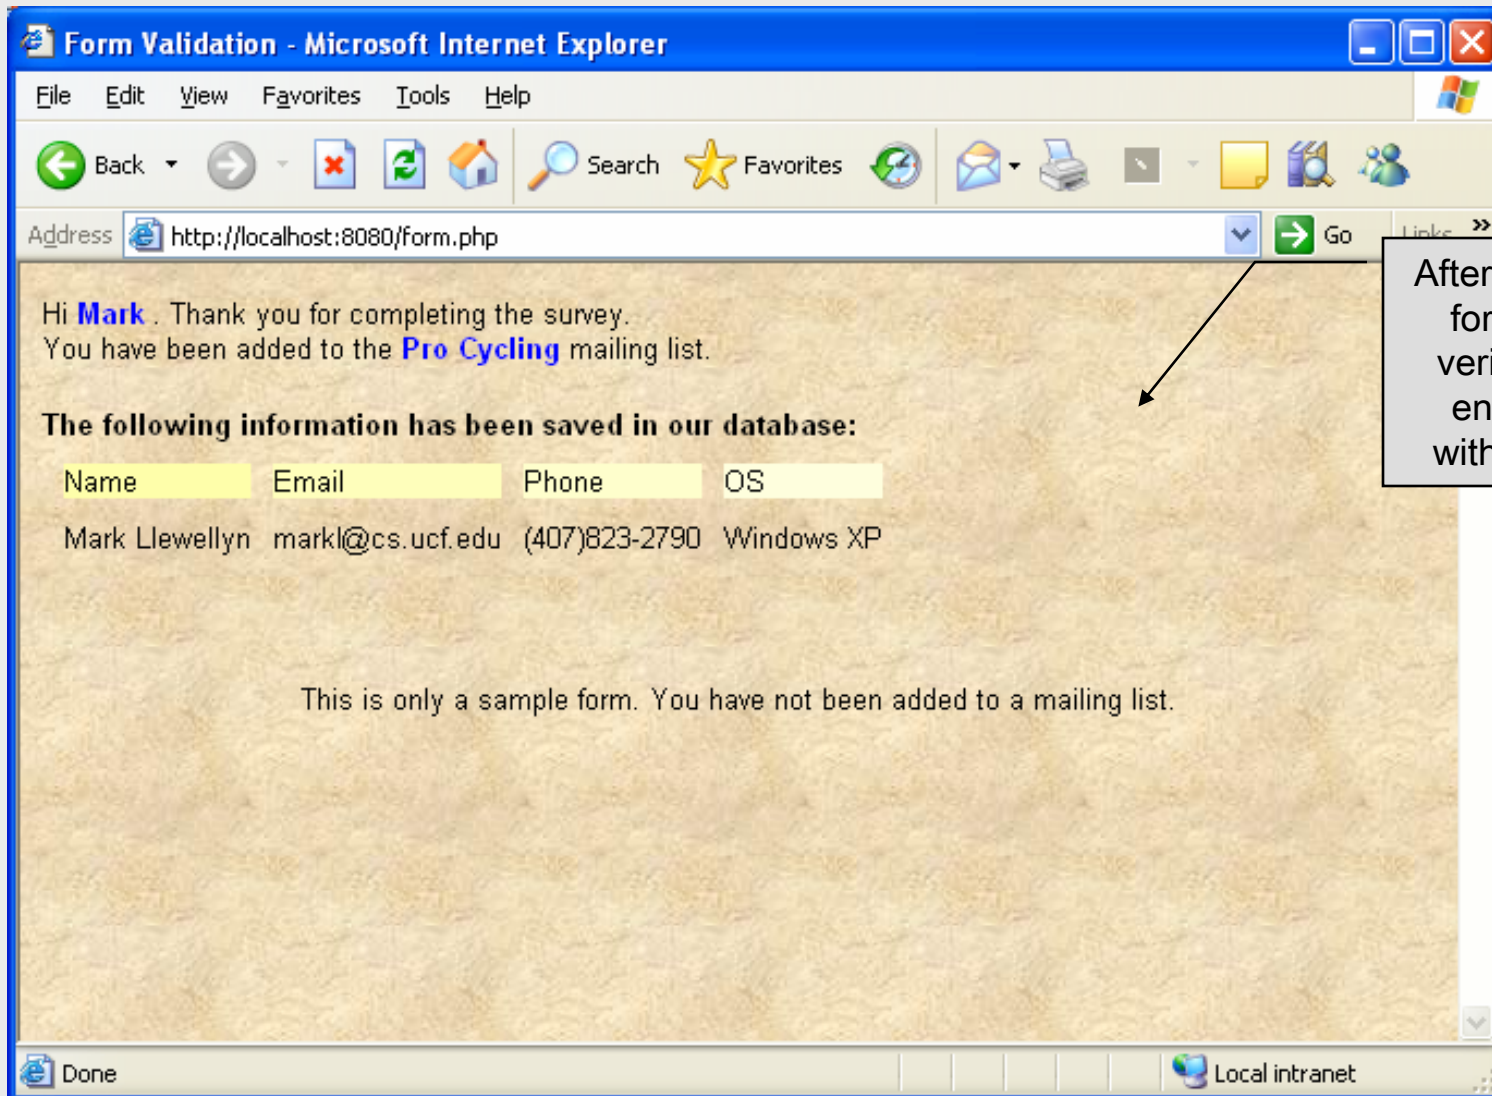 Form Validation - Microsoft Internet Explorer
File Edit View Favorites Tools Help
Back Search Favorites
Address http://localhost:8080/form.php Go Links »
Hi Mark . Thank you for completing the survey.
You have been added to the Pro Cycling mailing list.
The following information has been saved in our database:
Name Email Phone OS
Mark Llewellyn markl@cs.ucf.edu (407)823-2790 Windows XP
This is only a sample form. You have not been added to a mailing list.
After
Done Local intranet